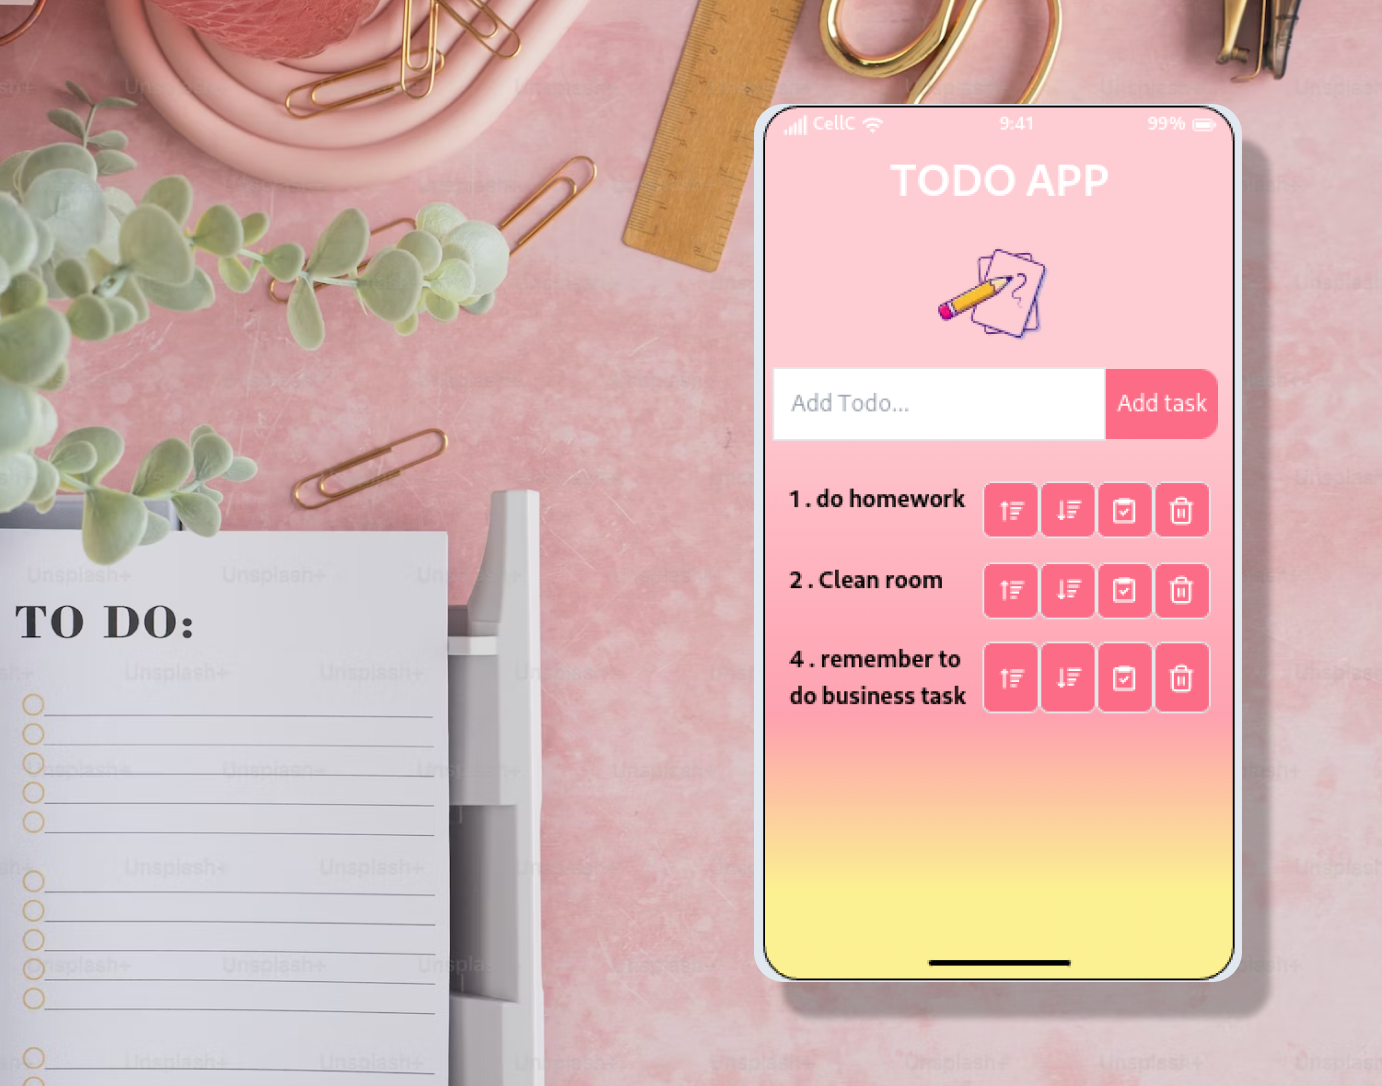 CellC 9:41 99%
TODO APP
Add Todo... Add task
1 . do homework
2 . Clean room
4 . remember to
do business task
TO DO:
Unsplash+